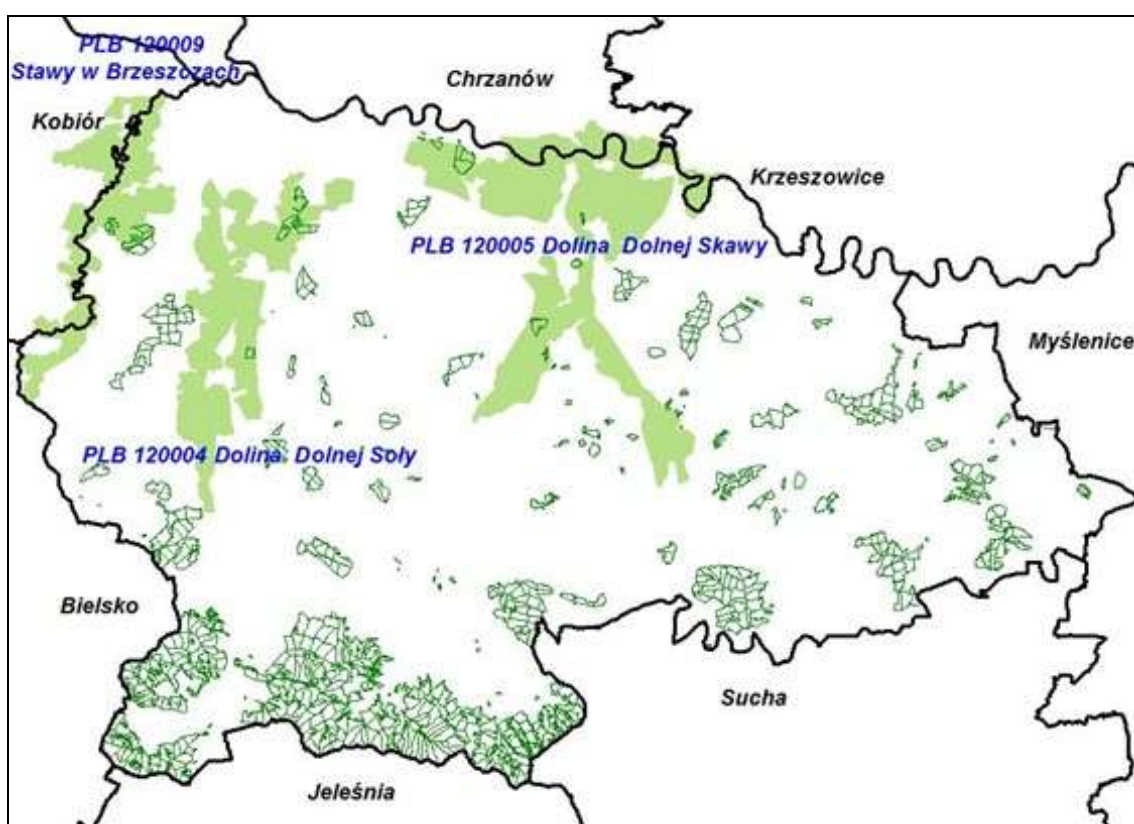 PLB 120009
Stawy w Brzeszczach
Chrzanów
Kobiór
Krzeszowice
PLB 120005 Dolina Dolnej Skawy
Myślenice
PLB 120004 Dolina Dolnej Soły
Bielsko
Sucha
Jeleśnia